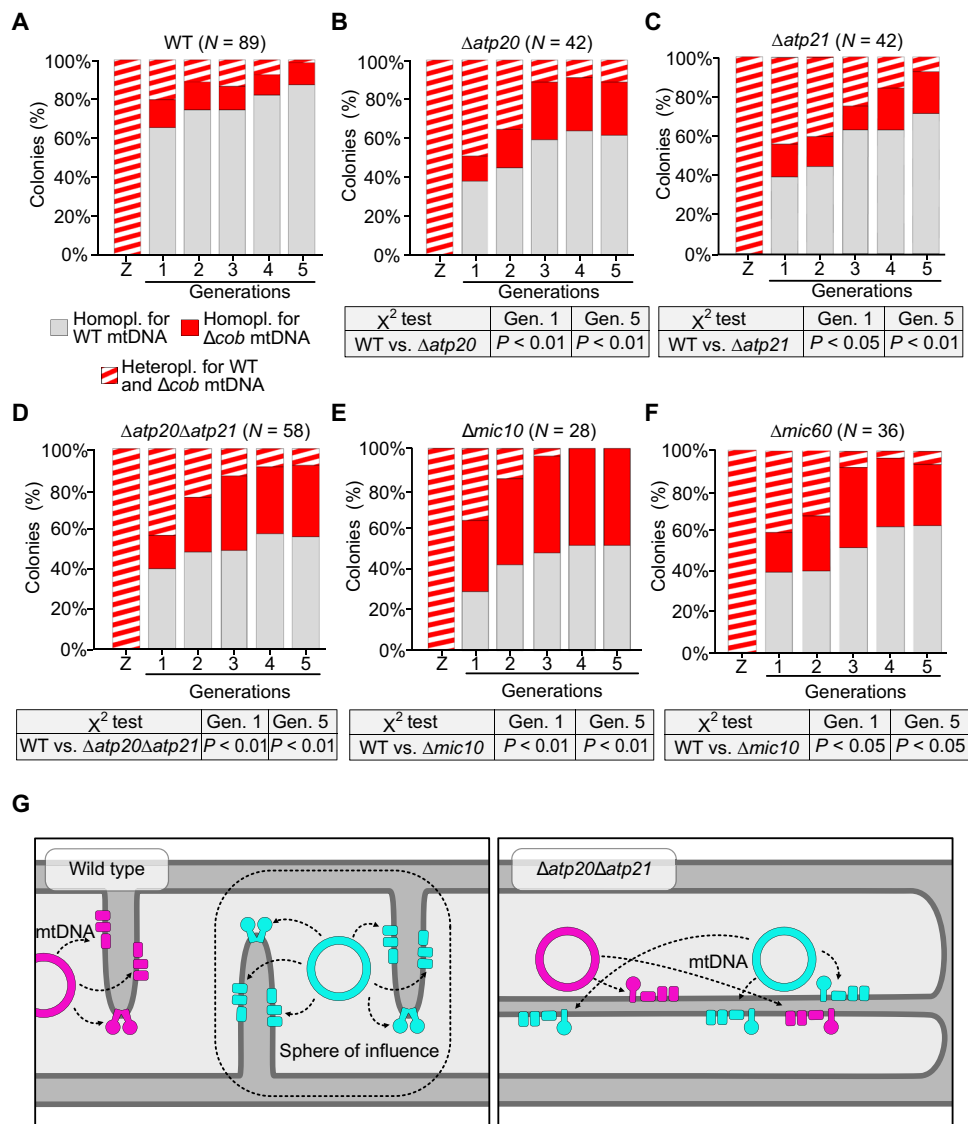 A
WT (N = 89)
Colonies (%)
100%
80%
60%
40%
20%
0%
Z 1 2 3 4 5
Generations
Homopl. for
WT mtDNA
Homopl. for
Δcob mtDNA
Heteropl. for WT
and Δcob mtDNA
B
Δatp20 (N = 42)
Colonies (%)
100%
80%
60%
40%
20%
0%
Z 1 2 3 4 5
Generations
X² test Gen. 1 Gen. 5
WT vs. Δatp20 P < 0.01 P < 0.01
C
Δatp21 (N = 42)
Colonies (%)
100%
80%
60%
40%
20%
0%
Z 1 2 3 4 5
Generations
X² test Gen. 1 Gen. 5
WT vs. Δatp21 P < 0.05 P < 0.01
D
Δatp20Δatp21 (N = 58)
Colonies (%)
100%
80%
60%
40%
20%
0%
Z 1 2 3 4 5
Generations
X² test Gen. 1 Gen. 5
WT vs. Δatp20Δatp21 P < 0.01 P < 0.01
E
Δmic10 (N = 28)
Colonies (%)
100%
80%
60%
40%
20%
0%
Z 1 2 3 4 5
Generations
X² test Gen. 1 Gen. 5
WT vs. Δmic10 P < 0.01 P < 0.01
F
Δmic60 (N = 36)
Colonies (%)
100%
80%
60%
40%
20%
0%
Z 1 2 3 4 5
Generations
X² test Gen. 1 Gen. 5
WT vs. Δmic10 P < 0.05 P < 0.05
G
Wild type
mtDNA
Sphere of influence
Δatp20Δatp21
mtDNA